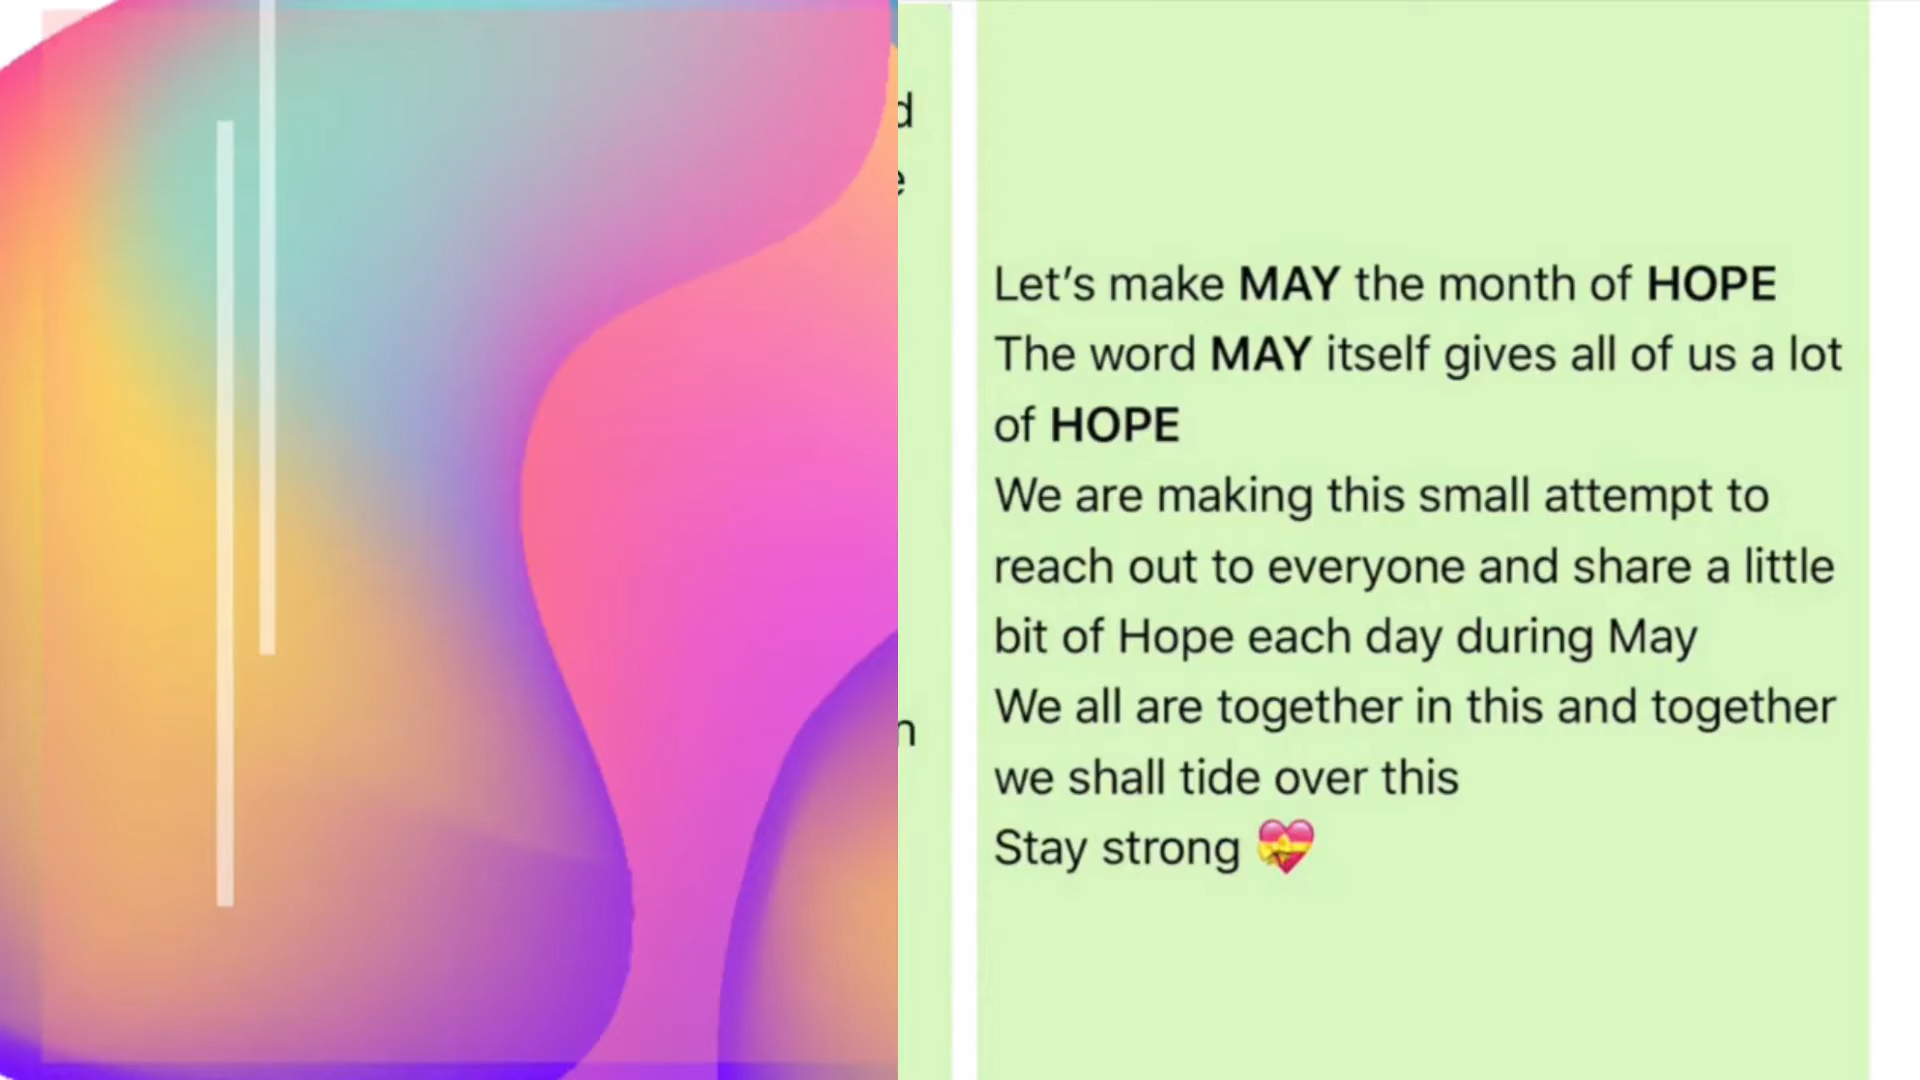 Let's make MAY the month of HOPE
The word MAY itself gives all of us a lot
of HOPE
We are making this small attempt to
reach out to everyone and share a little
bit of Hope each day during May
We all are together in this and together
we shall tide over this
Stay strong 💝